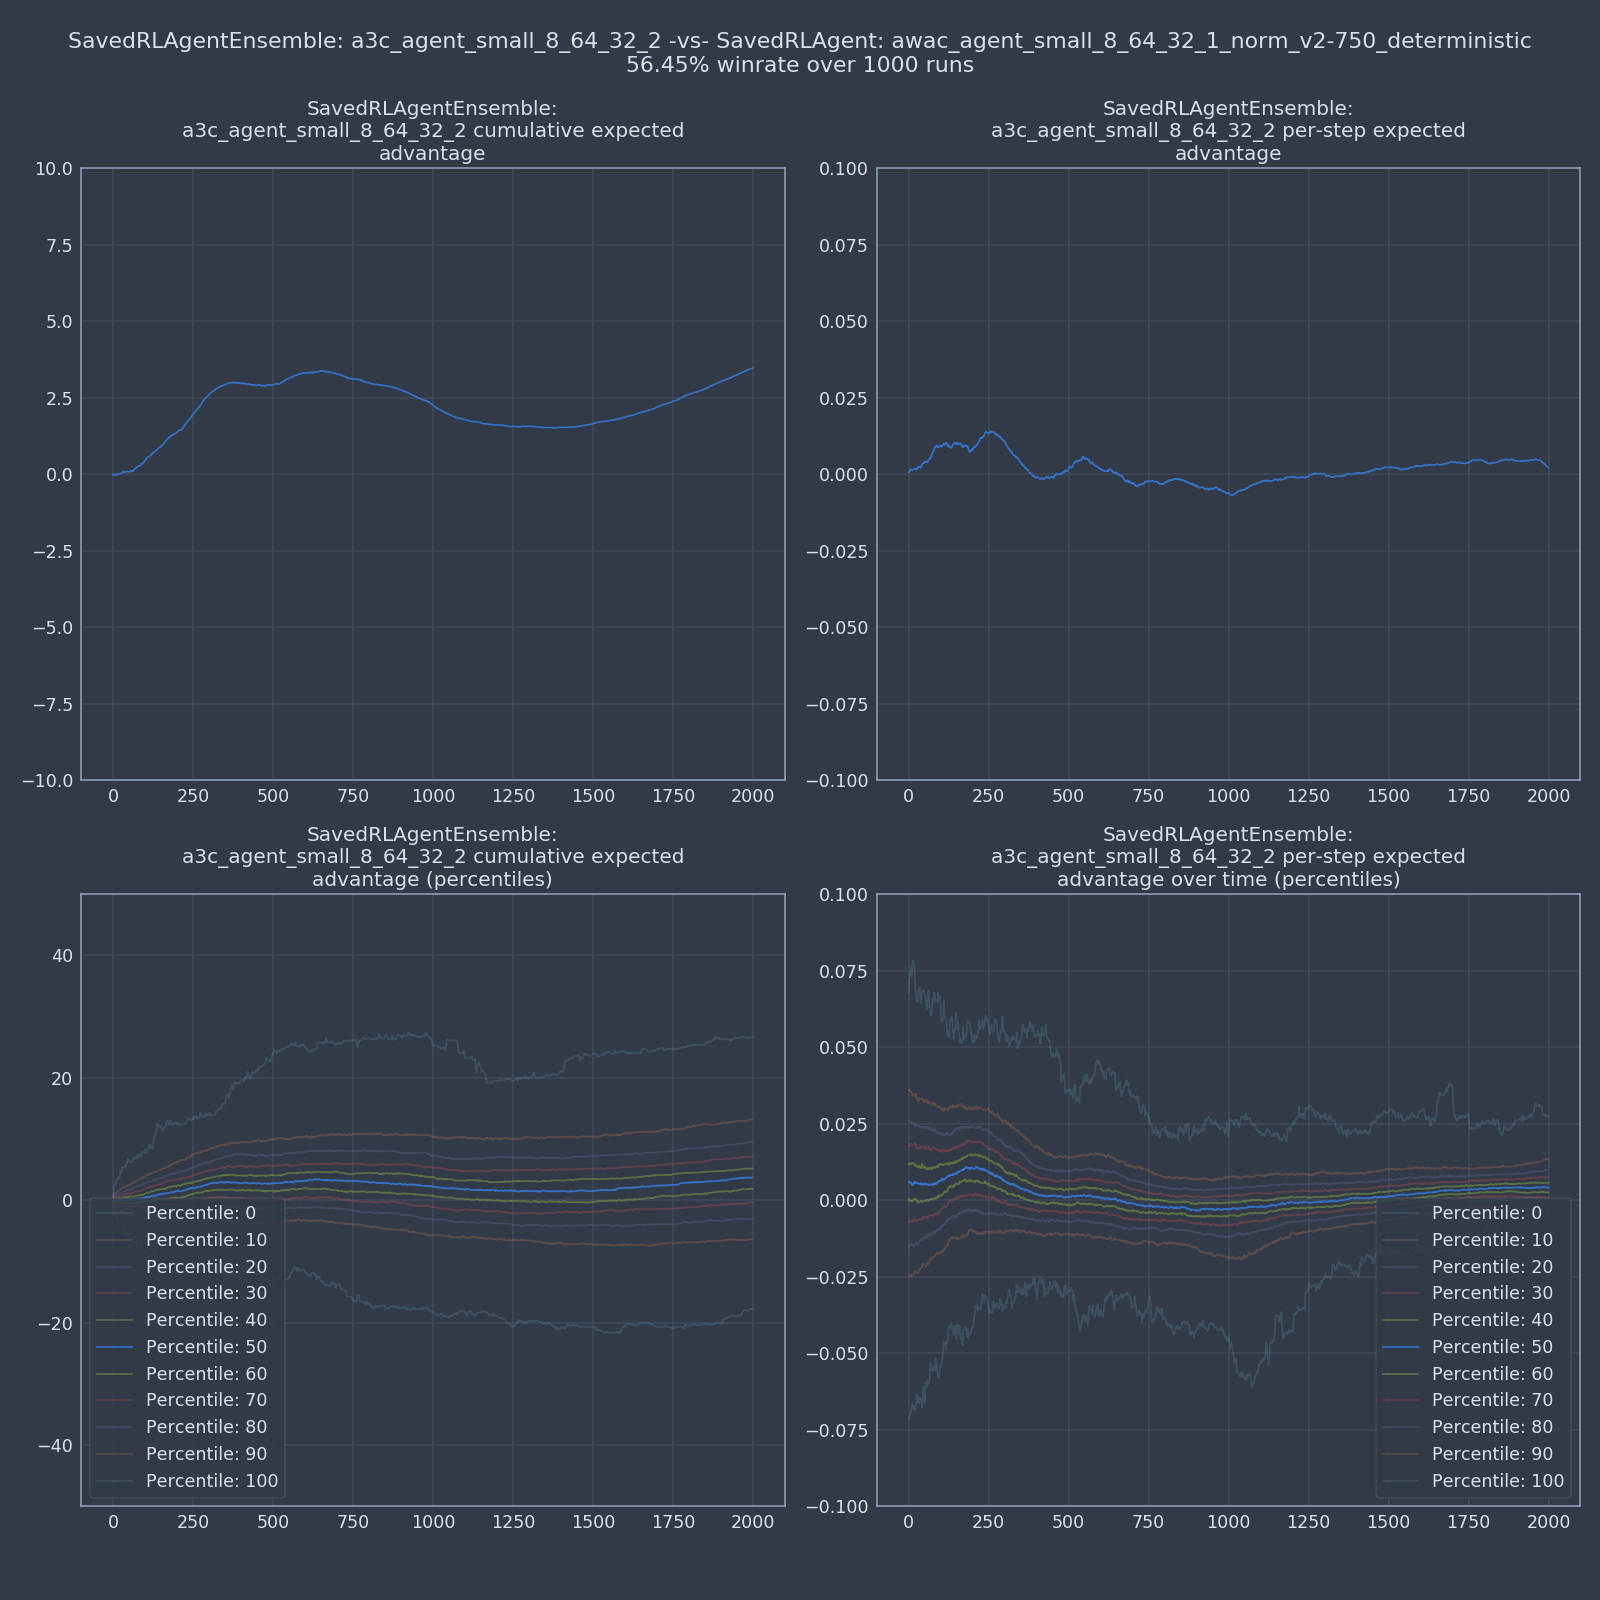 SavedRLAgentEnsemble: a3c_agent_small_8_64_32_2 -vs- SavedRLAgent: awac_agent_small_8_64_32_1_norm_v2-750_deterministic
56.45% winrate over 1000 runs
SavedRLAgentEnsemble:
a3c_agent_small_8_64_32_2 cumulative expected
advantage
10.0
7.5
5.0
2.5
0.0
−2.5
−5.0
−7.5
−10.0
0 250 500 750 1000 1250 1500 1750 2000
SavedRLAgentEnsemble:
a3c_agent_small_8_64_32_2 per-step expected
advantage
0.100
0.075
0.050
0.025
0.000
−0.025
−0.050
−0.075
−0.100
0 250 500 750 1000 1250 1500 1750 2000
SavedRLAgentEnsemble:
a3c_agent_small_8_64_32_2 cumulative expected
advantage (percentiles)
40
20
0
−20
−40
Percentile: 0
Percentile: 10
Percentile: 20
Percentile: 30
Percentile: 40
Percentile: 50
Percentile: 60
Percentile: 70
Percentile: 80
Percentile: 90
Percentile: 100
0 250 500 750 1000 1250 1500 1750 2000
SavedRLAgentEnsemble:
a3c_agent_small_8_64_32_2 per-step expected
advantage over time (percentiles)
0.100
0.075
0.050
0.025
0.000
−0.025
−0.050
−0.075
−0.100
Percentile: 0
Percentile: 10
Percentile: 20
Percentile: 30
Percentile: 40
Percentile: 50
Percentile: 60
Percentile: 70
Percentile: 80
Percentile: 90
Percentile: 100
0 250 500 750 1000 1250 1500 1750 2000